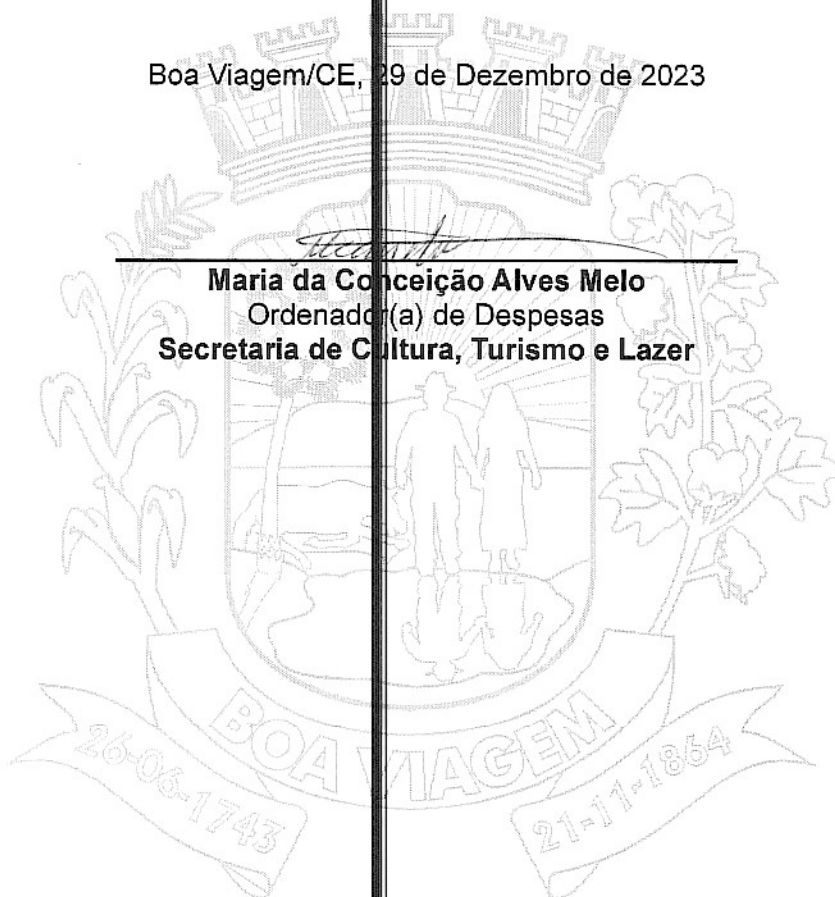 Boa Viagem/CE, 29 de Dezembro de 2023
Maria da Conceição Alves Melo
Ordenador(a) de Despesas
Secretaria de Cultura, Turismo e Lazer
BOA VIAGEM
26-06-1743
21-11-1864